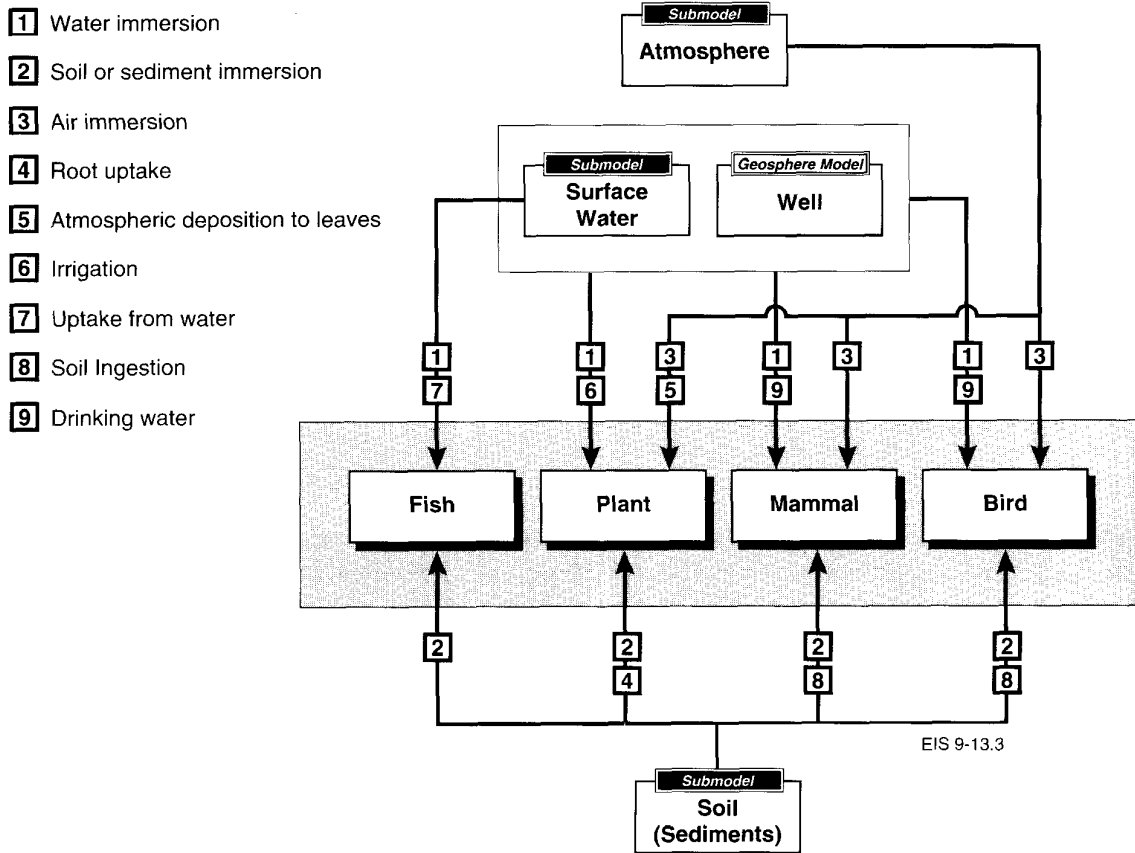 1 Water immersion
2 Soil or sediment immersion
3 Air immersion
4 Root uptake
5 Atmospheric deposition to leaves
6 Irrigation
7 Uptake from water
8 Soil Ingestion
9 Drinking water
Submodel
Atmosphere
Submodel
Surface
Water
Geosphere Model
Well
1 1 3 1 3 1 3
7 6 5 9 9
Fish Plant Mammal Bird
2 2 2 2
4 8 8
EIS 9-13.3
Submodel
Soil
(Sediments)